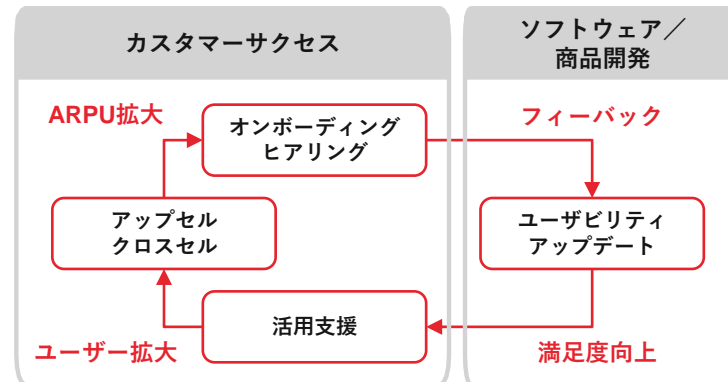 カスタマーサクセス
ソフトウェア／
商品開発
ARPU拡大
オンボーディング
ヒアリング
フィーバック
アップセル
クロスセル
ユーザビリティ
アップデート
活用支援
ユーザー拡大
満足度向上